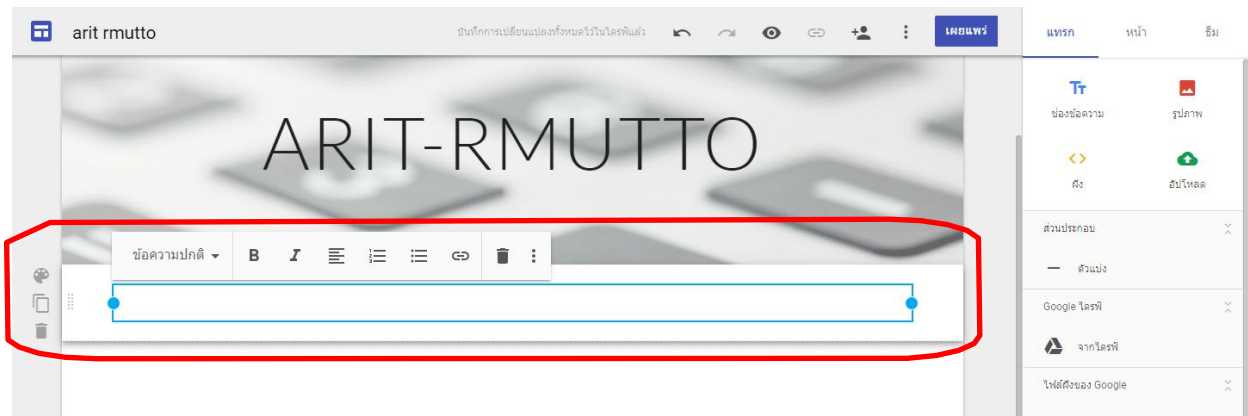 arit rmutto
บันทึกการเปลี่ยนแปลงทั้งหมดไว้ในไดรฟ์แล้ว
เผยแพร่
แทรก หน้า ธีม
ARIT-RMUTTO
Tт
ช่องข้อความ รูปภาพ
ฝัง อัปโหลด
ส่วนประกอบ
ตัวแบ่ง
Google ไดรฟ์
จากไดรฟ์
ไฟล์ฝังของ Google
ข้อความปกติ B I